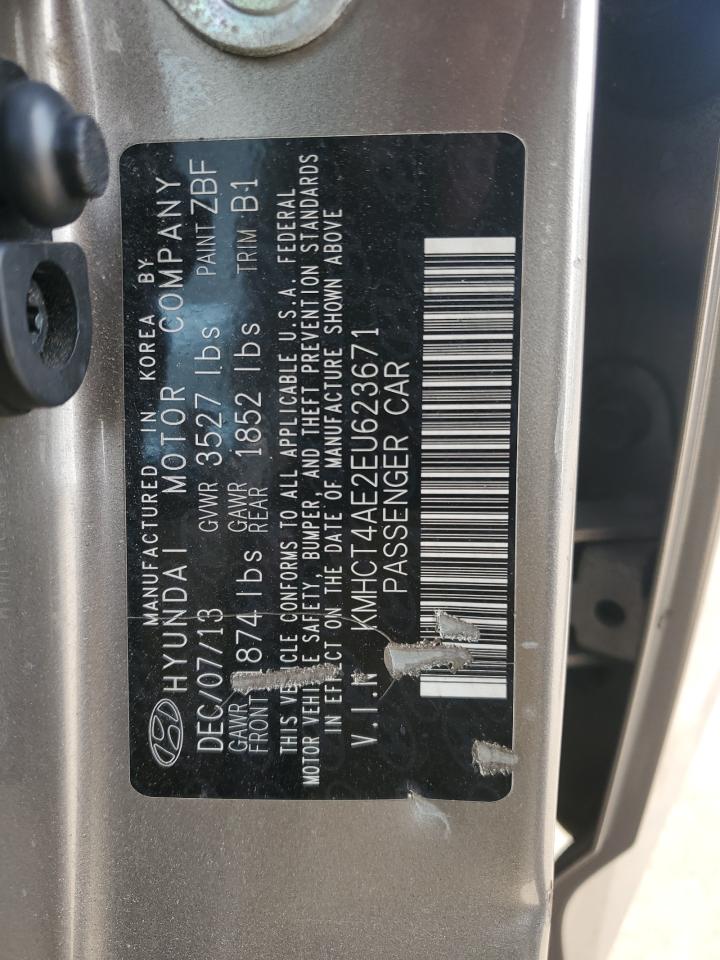 MANUFACTURED IN KOREA BY
HYUNDAI MOTOR COMPANY
DEC/07/13 GVWR 3527 lbs PAINT ZBF
GAWR FRONT 874 lbs GAWR REAR 1852 lbs TRIM B1
THIS VEHICLE CONFORMS TO ALL APPLICABLE U.S.A. FEDERAL
MOTOR VEHICLE SAFETY, BUMPER, AND THEFT PREVENTION STANDARDS
IN EFFECT ON THE DATE OF MANUFACTURE SHOWN ABOVE
V.I.N KMHCT4AE2EU623671
PASSENGER CAR